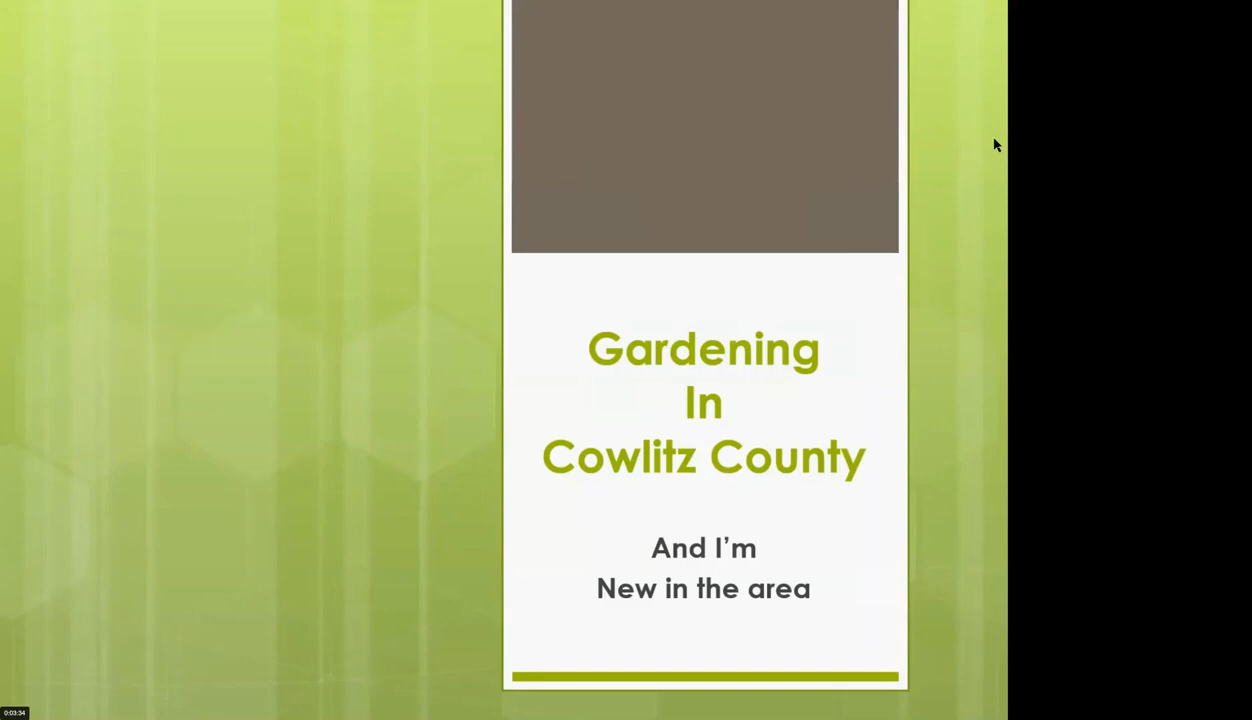 Gardening
In
Cowlitz County
And I’m
New in the area
0:03:34